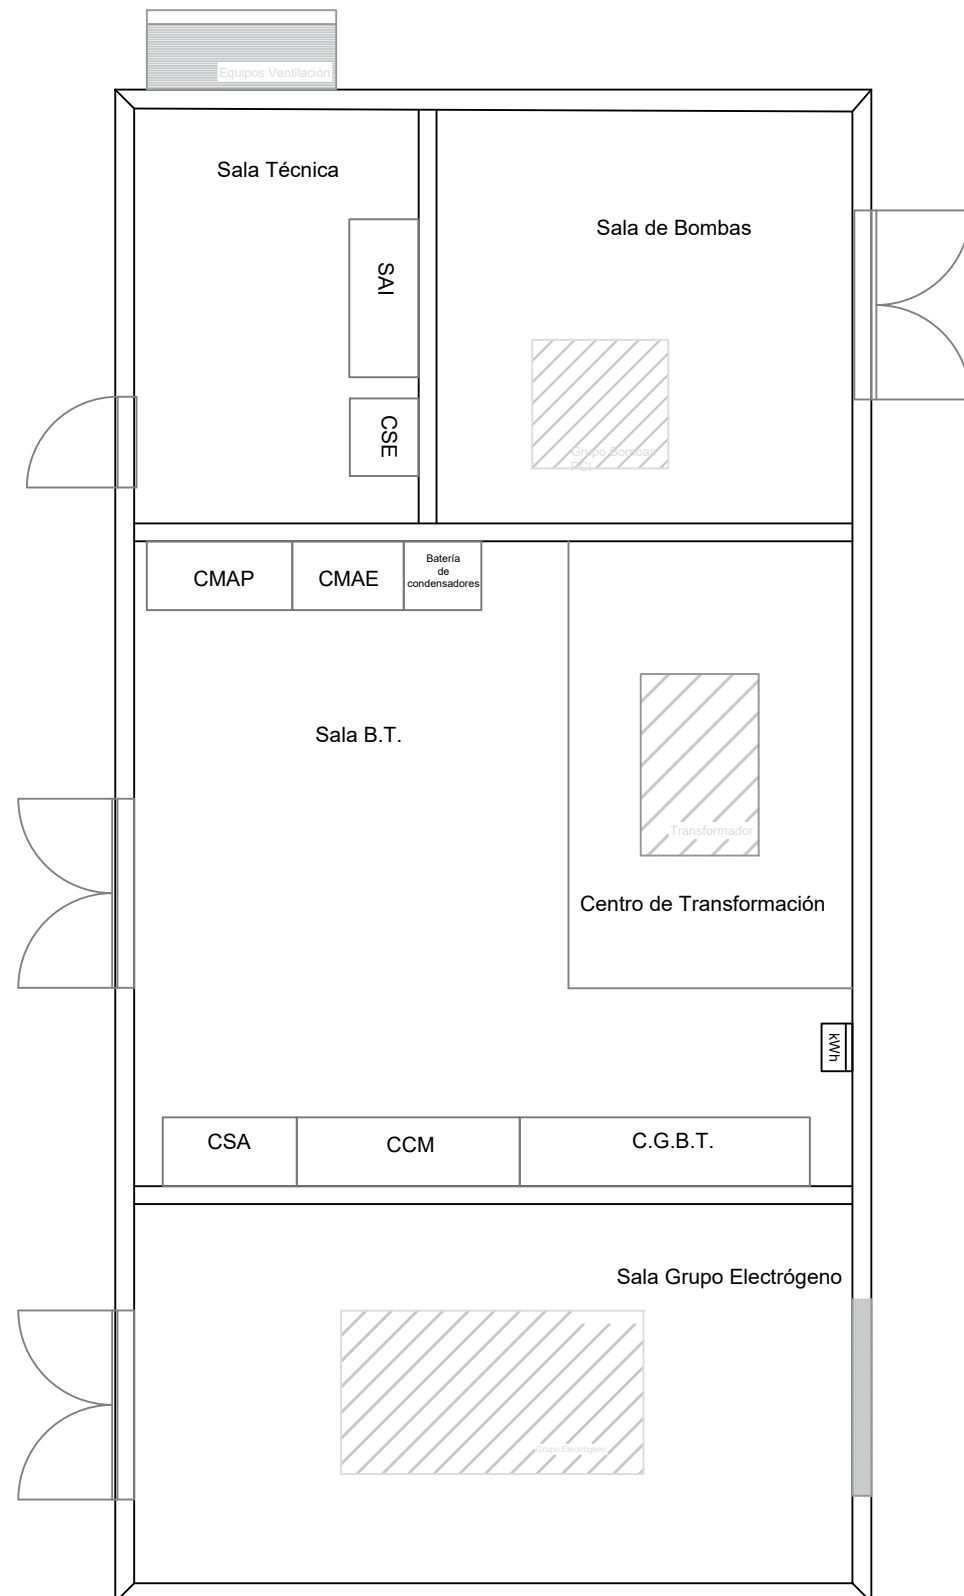 Equipos Ventilación
Sala Técnica
Sala de Bombas
SAI
CSE
Grupo Bombas
PCI
CMAP
CMAE
Batería
de
condensadores
Sala B.T.
Transformador
Centro de Transformación
kWh
CSA
CCM
C.G.B.T.
Sala Grupo Electrógeno
Grupo Electrógeno